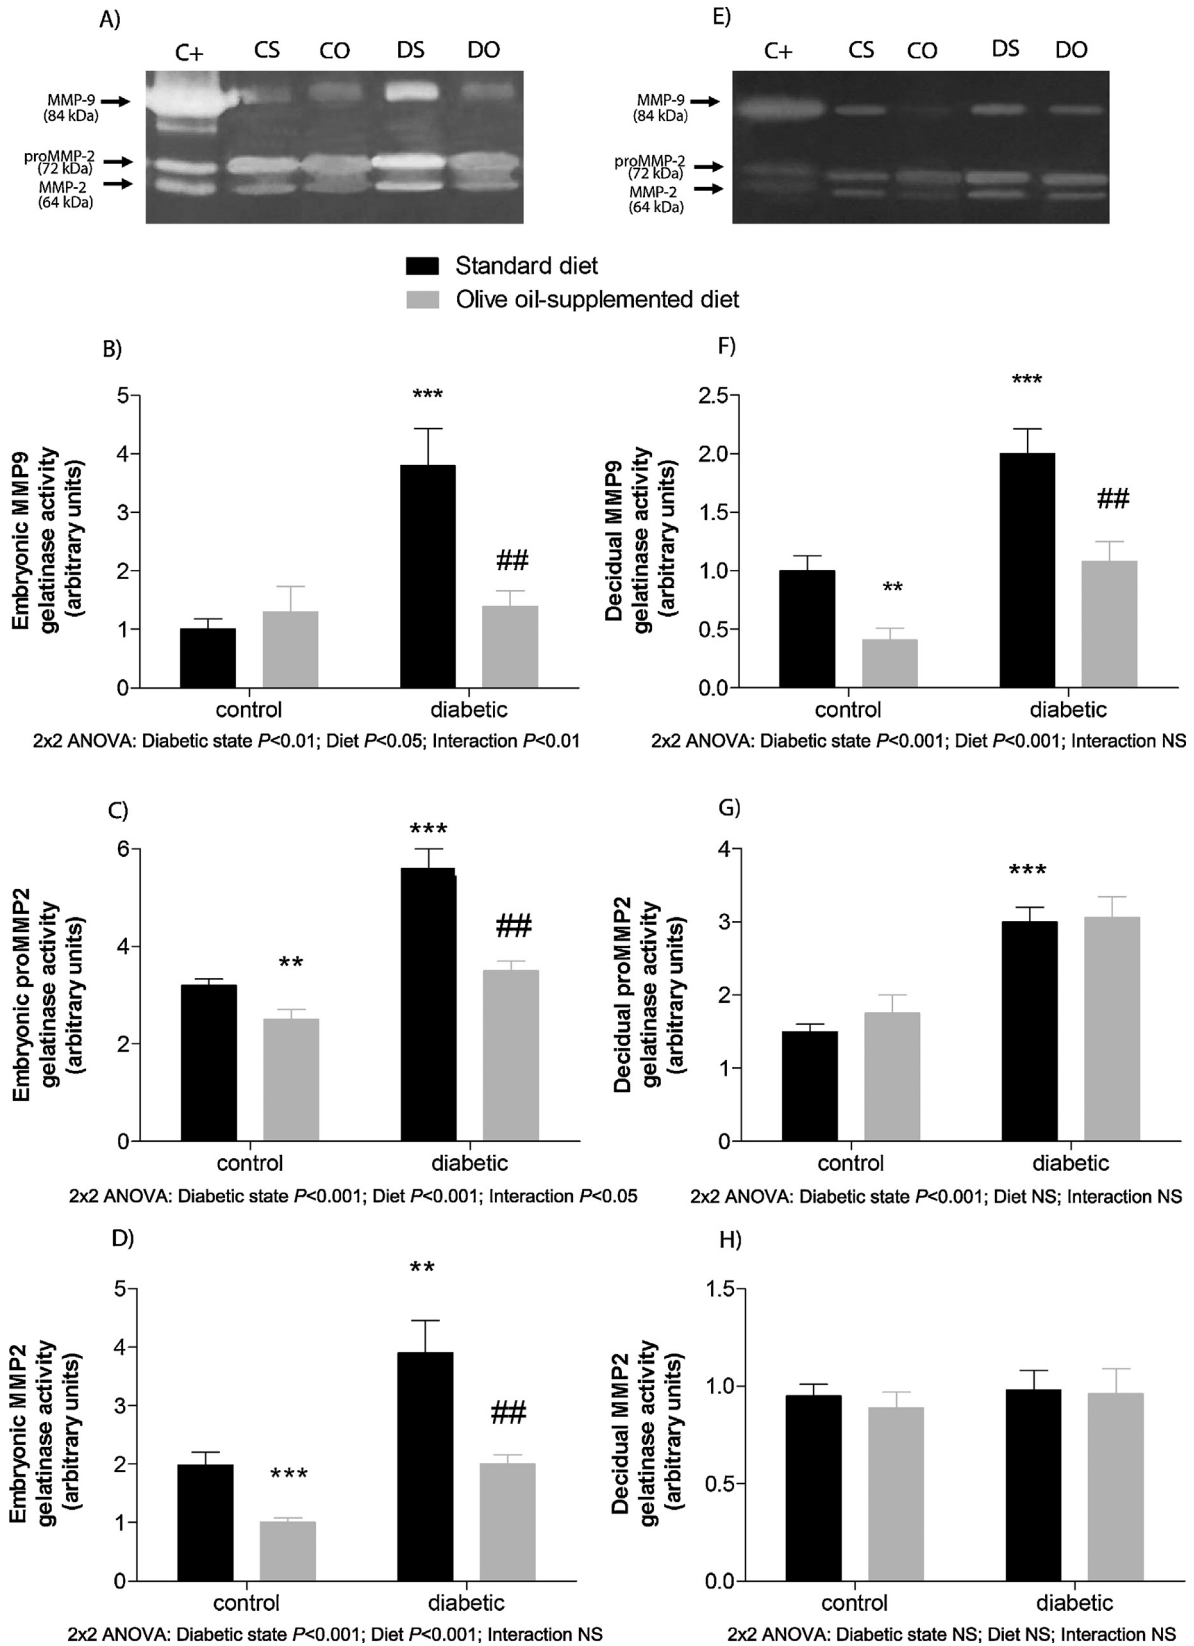 A)
C+ CS CO DS DO
MMP-9
(84 kDa)
proMMP-2
(72 kDa)
MMP-2
(64 kDa)
E)
C+ CS CO DS DO
MMP-9
(84 kDa)
proMMP-2
(72 kDa)
MMP-2
(64 kDa)
Standard diet
Olive oil-supplemented diet
B)
Embryonic MMP9
gelatinase activity
(arbitrary units)
5
4
3
2
1
0
***
##
control diabetic
2x2 ANOVA: Diabetic state P<0.01; Diet P<0.05; Interaction P<0.01
F)
Decidual MMP9
gelatinase activity
(arbitrary units)
2.5
2.0
1.5
1.0
0.5
0.0
**
***
##
control diabetic
2x2 ANOVA: Diabetic state P<0.001; Diet P<0.001; Interaction NS
C)
Embryonic proMMP2
gelatinase activity
(arbitrary units)
6
4
2
0
**
***
##
control diabetic
2x2 ANOVA: Diabetic state P<0.001; Diet P<0.001; Interaction P<0.05
G)
Decidual proMMP2
gelatinase activity
(arbitrary units)
4
3
2
1
0
***
control diabetic
2x2 ANOVA: Diabetic state P<0.001; Diet NS; Interaction NS
D)
Embryonic MMP2
gelatinase activity
(arbitrary units)
5
4
3
2
1
0
***
**
##
control diabetic
2x2 ANOVA: Diabetic state P<0.001; Diet P<0.001; Interaction NS
H)
Decidual MMP2
gelatinase activity
(arbitrary units)
1.5
1.0
0.5
0.0
control diabetic
2x2 ANOVA: Diabetic state NS; Diet NS; Interaction NS